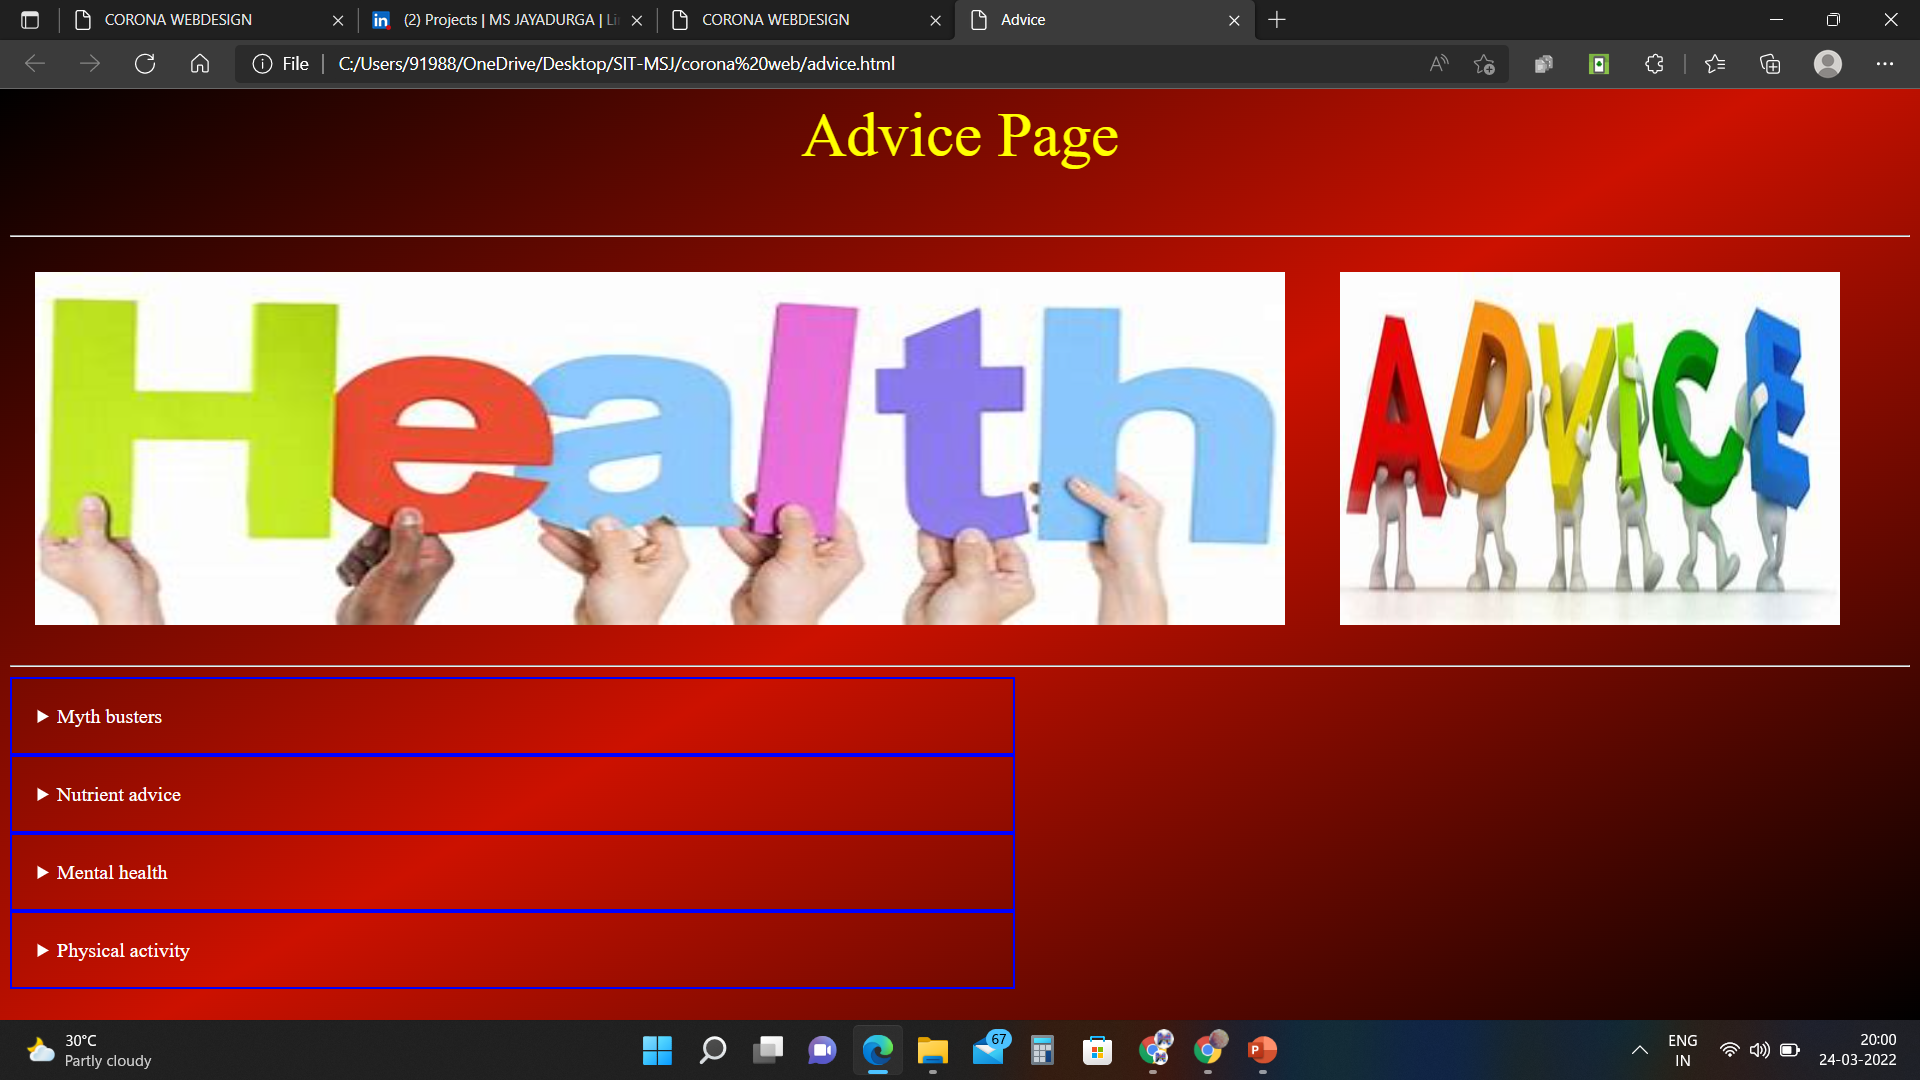 CORONA WEBDESIGN
(2) Projects | MS JAYADURGA |
CORONA WEBDESIGN
Advice
File
C:/Users/91988/OneDrive/Desktop/SIT-MSJ/corona%20web/advice.html
Advice Page
Health
ADVICE
Myth busters
Nutrient advice
Mental health
Physical activity
30°C
Partly cloudy
67
ENG
IN
20:00
24-03-2022